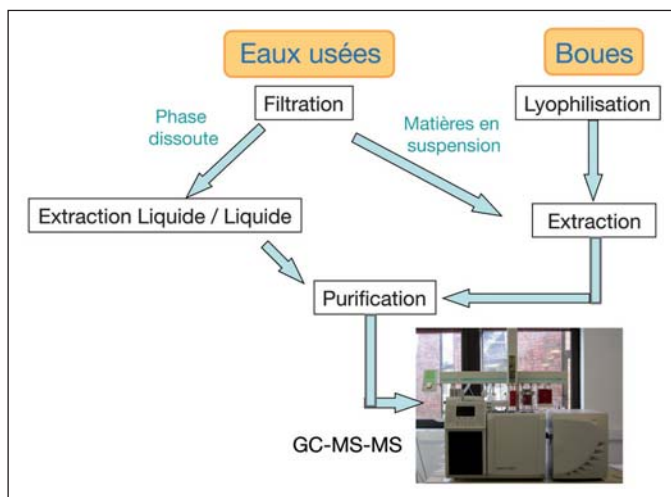 Eaux usées
Boues
Filtration
Lyophilisation
Phase
dissoute
Matières en
suspension
Extraction Liquide / Liquide
Extraction
Purification
GC-MS-MS